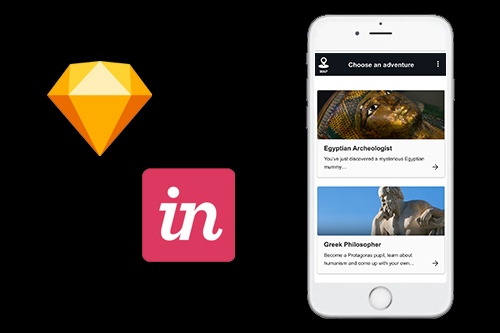 Choose an adventure
MAP
in
Egyptian Archeologist
You've just discovered a mysterious Egyptian
mummy....
Greek Philosopher
Become a Protagoras pupil, learn about
humanism and come up with your own...